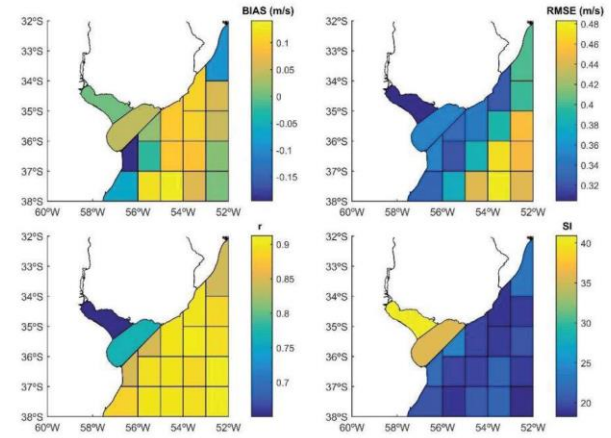 BIAS (m/s)
32°S
33°S
34°S
35°S
36°S
37°S
38°S
60°W 58°W 56°W 54°W 52°W
0.1
0.05
0
-0.05
-0.1
-0.15
RMSE (m/s)
32°S
33°S
34°S
35°S
36°S
37°S
38°S
60°W 58°W 56°W 54°W 52°W
0.48
0.46
0.44
0.42
0.4
0.38
0.36
0.34
0.32
r
32°S
33°S
34°S
35°S
36°S
37°S
38°S
60°W 58°W 56°W 54°W 52°W
0.9
0.85
0.8
0.75
0.7
SI
32°S
33°S
34°S
35°S
36°S
37°S
38°S
60°W 58°W 56°W 54°W 52°W
40
35
30
25
20